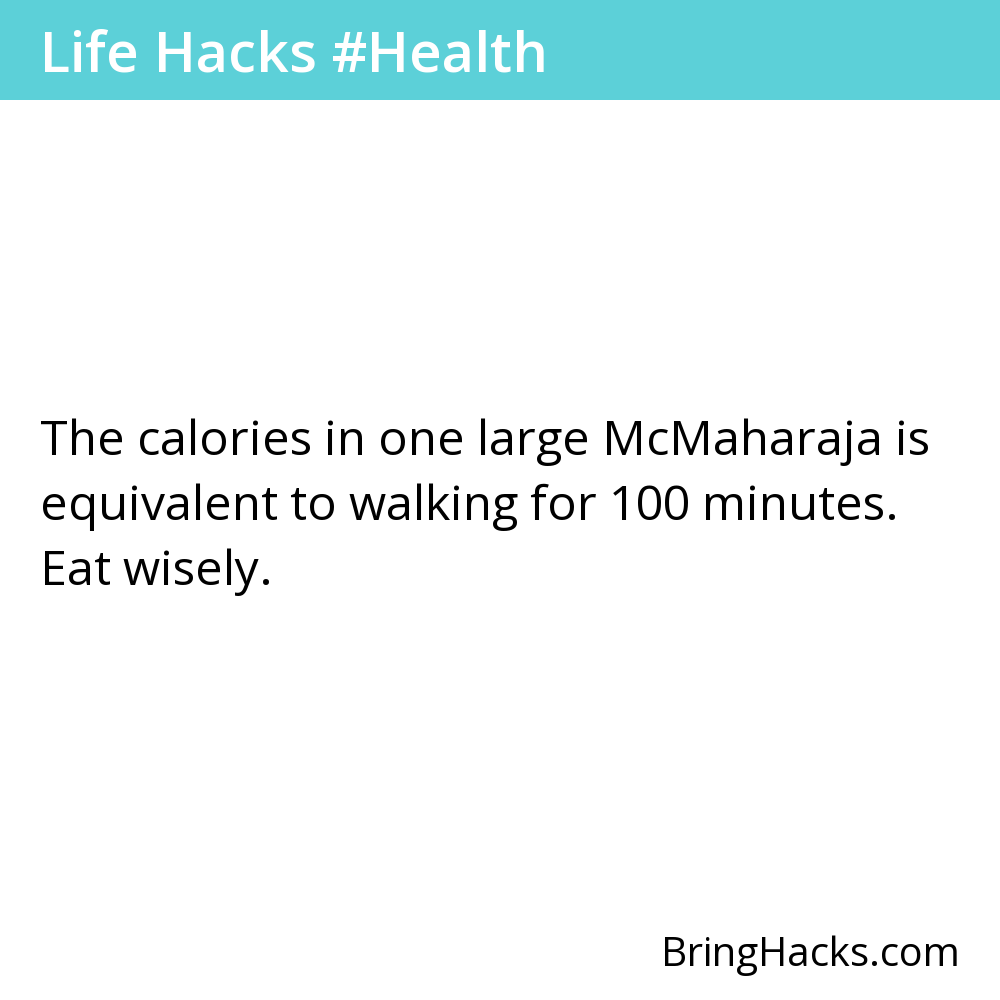 Life Hacks #Health
The calories in one large McMaharaja is
equivalent to walking for 100 minutes.
Eat wisely.
BringHacks.com